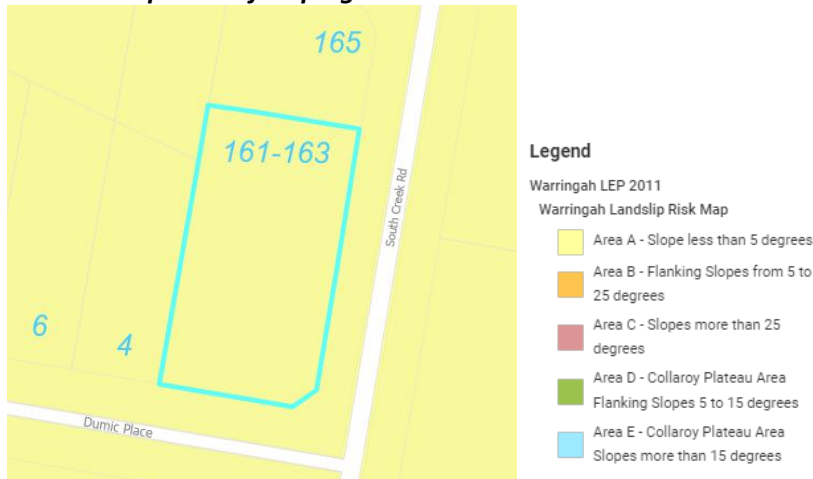 165
161-163
South Creek Rd
6
4
Dumic Place
Legend
Warringah LEP 2011
Warringah Landslip Risk Map
Area A - Slope less than 5 degrees
Area B - Flanking Slopes from 5 to
25 degrees
Area C - Slopes more than 25
degrees
Area D - Collaroy Plateau Area
Flanking Slopes 5 to 15 degrees
Area E - Collaroy Plateau Area
Slopes more than 15 degrees